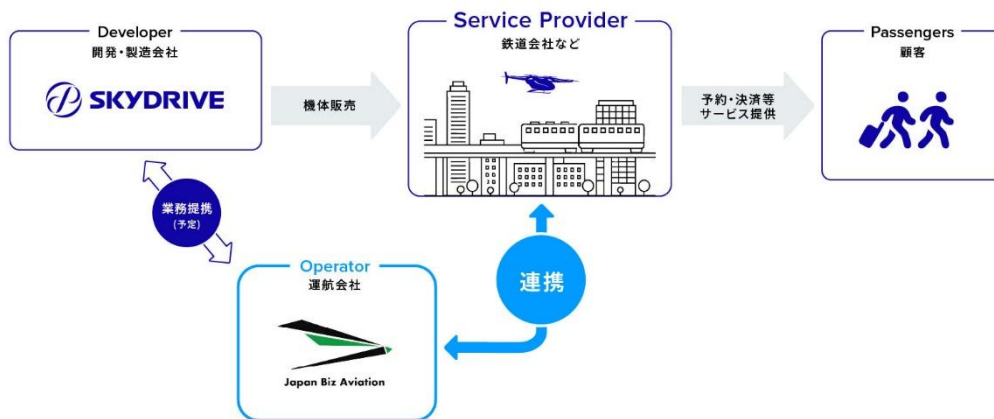 Developer
開発・製造会社
SKYDRIVE
機体販売
Service Provider
鉄道会社など
予約・決済等
サービス提供
Passengers
顧客
業務提携
(予定)
Operator
運航会社
Japan Biz Aviation
連携